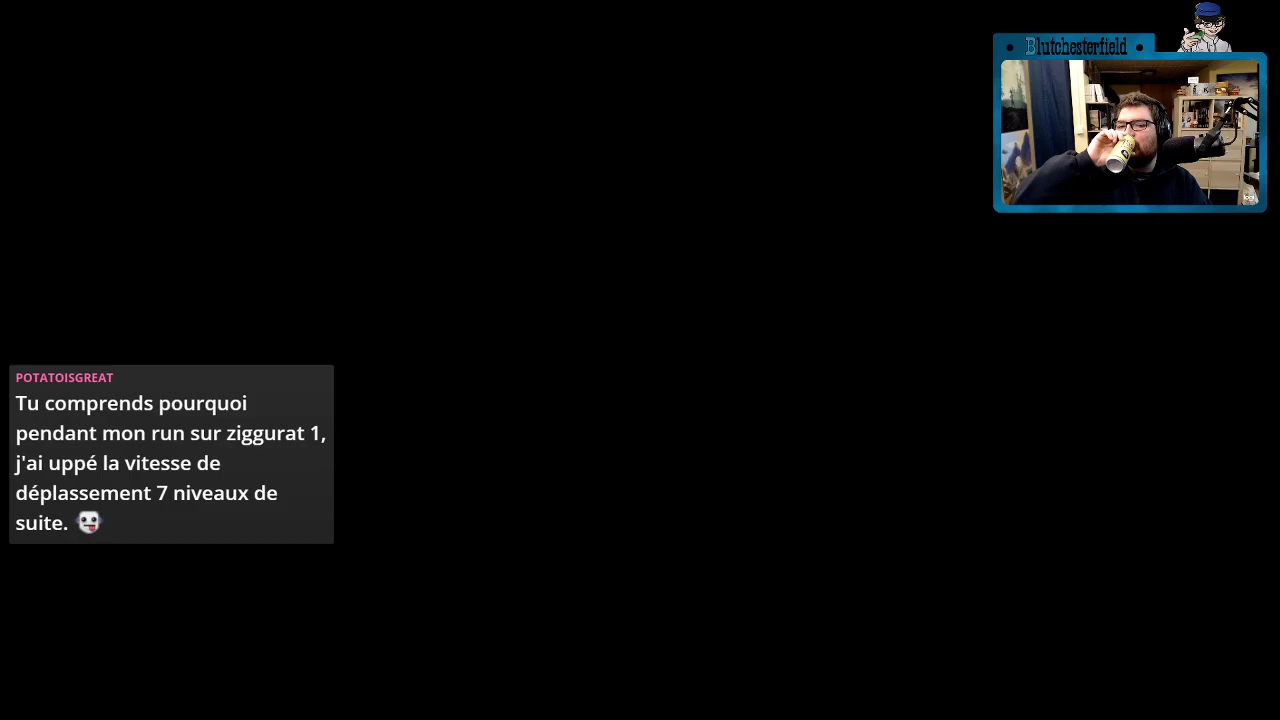 Blutchesterfield
POTATOISGREAT
Tu comprends pourquoi
pendant mon run sur ziggurat 1,
j'ai uppé la vitesse de
déplassement 7 niveaux de
suite.